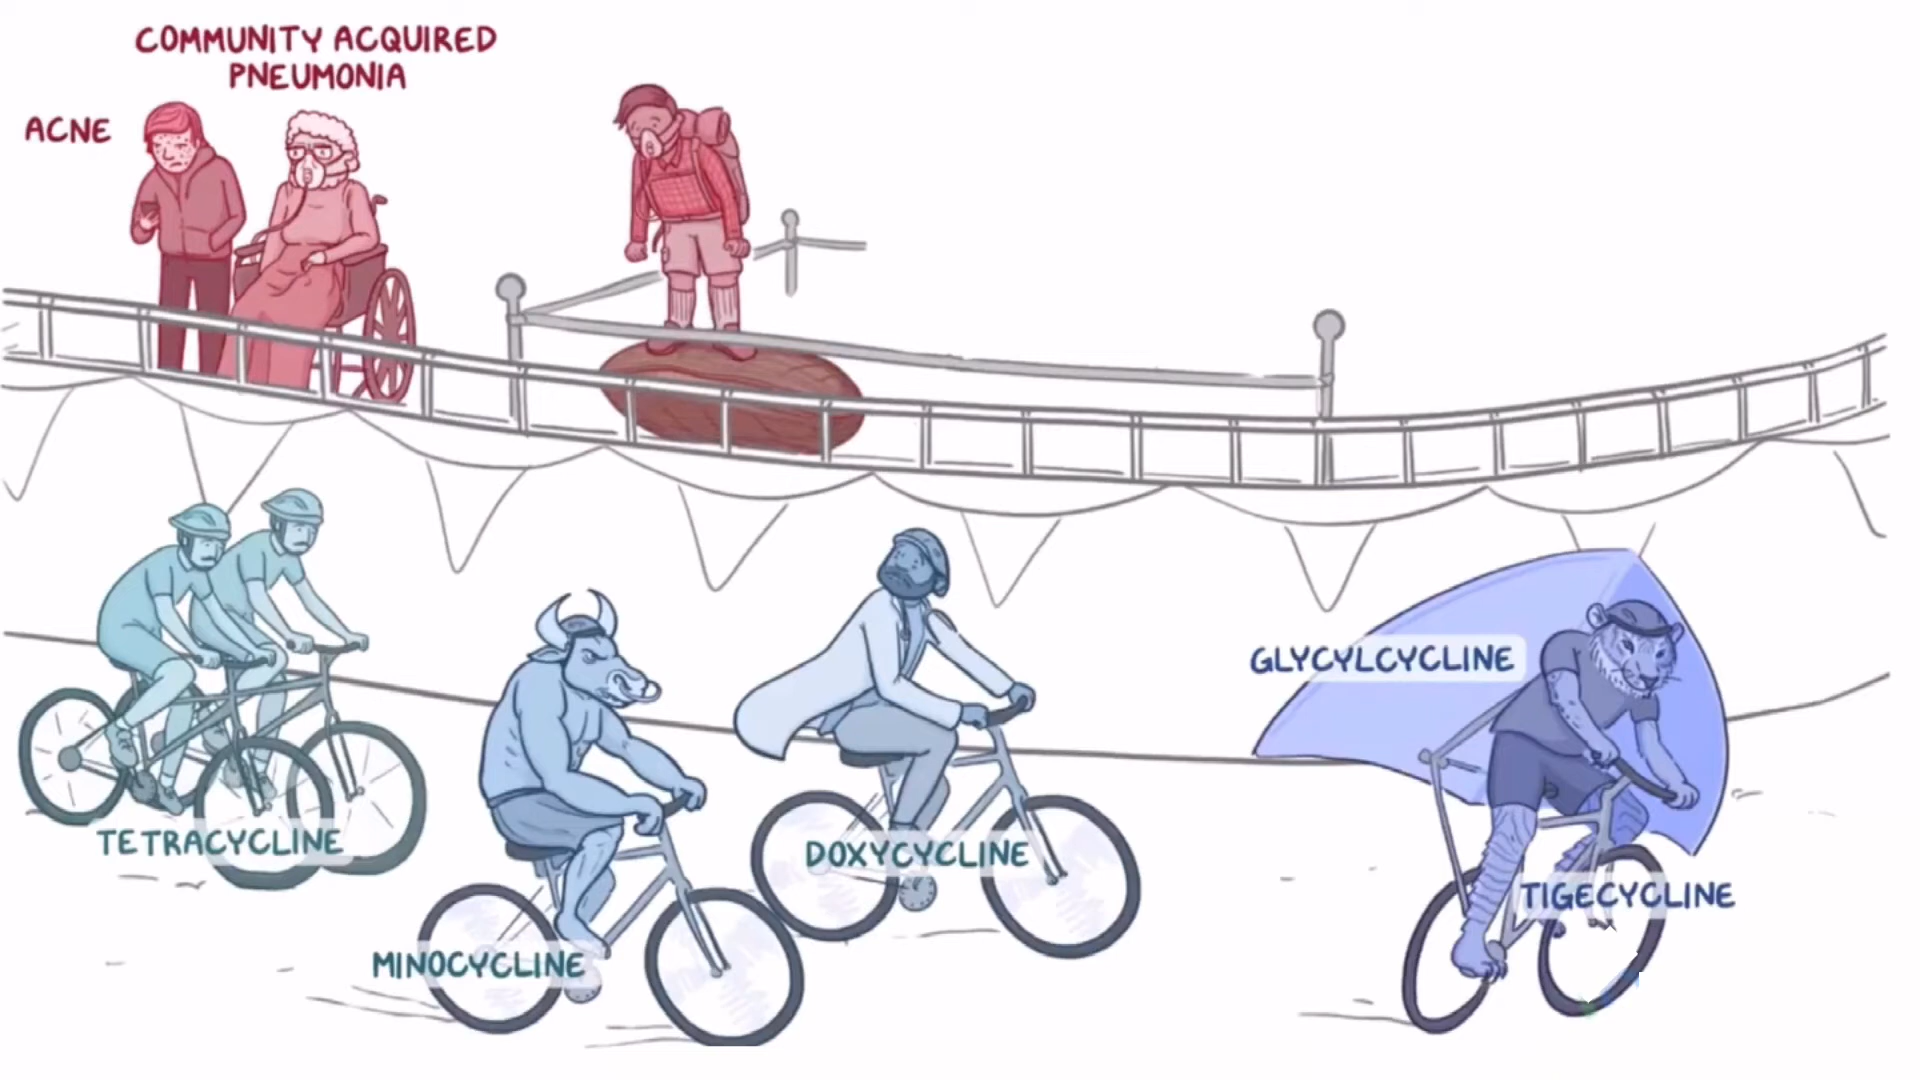 COMMUNITY ACQUIRED
PNEUMONIA
ACNE
GLYCYLCYCLINE
TETRACYCLINE
DOXYCYCLINE
TIGECYCLINE
MINOCYCLINE